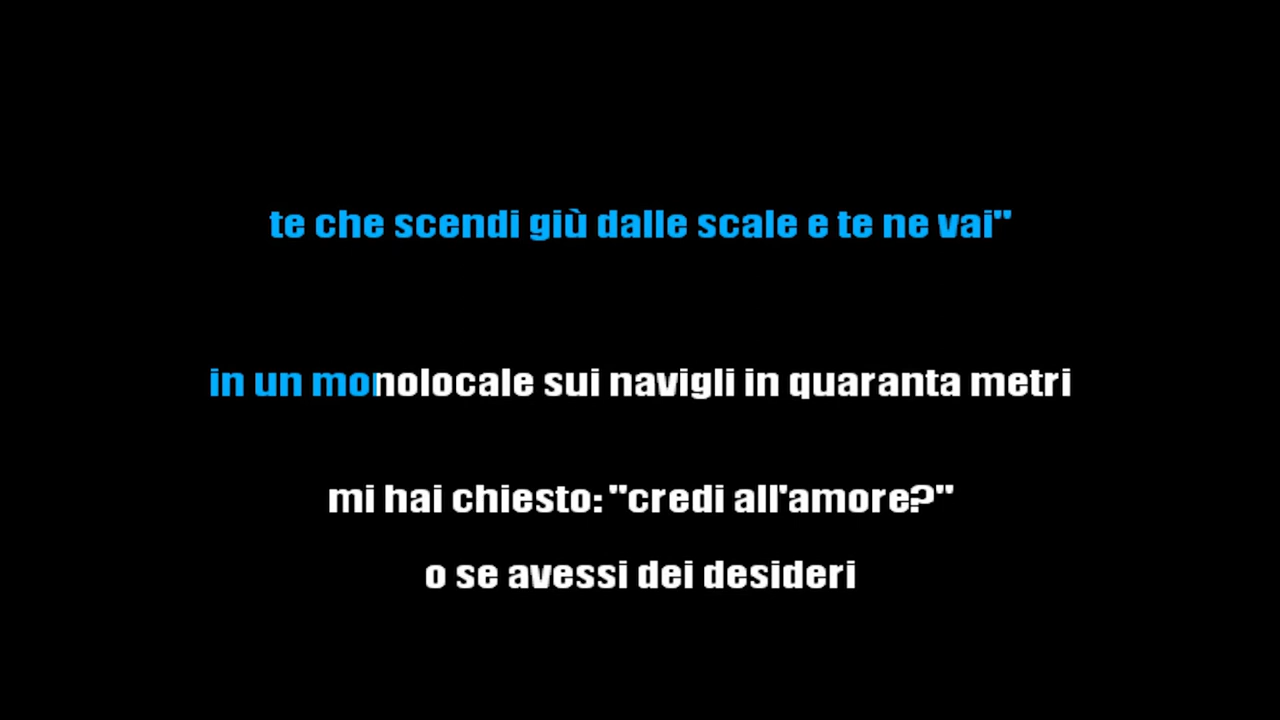 te che scendi giù dalle scale e te ne vai"
in un monolocale sui navigli in quaranta metri
mi hai chiesto: "credi all'amore?"
o se avessi dei desideri